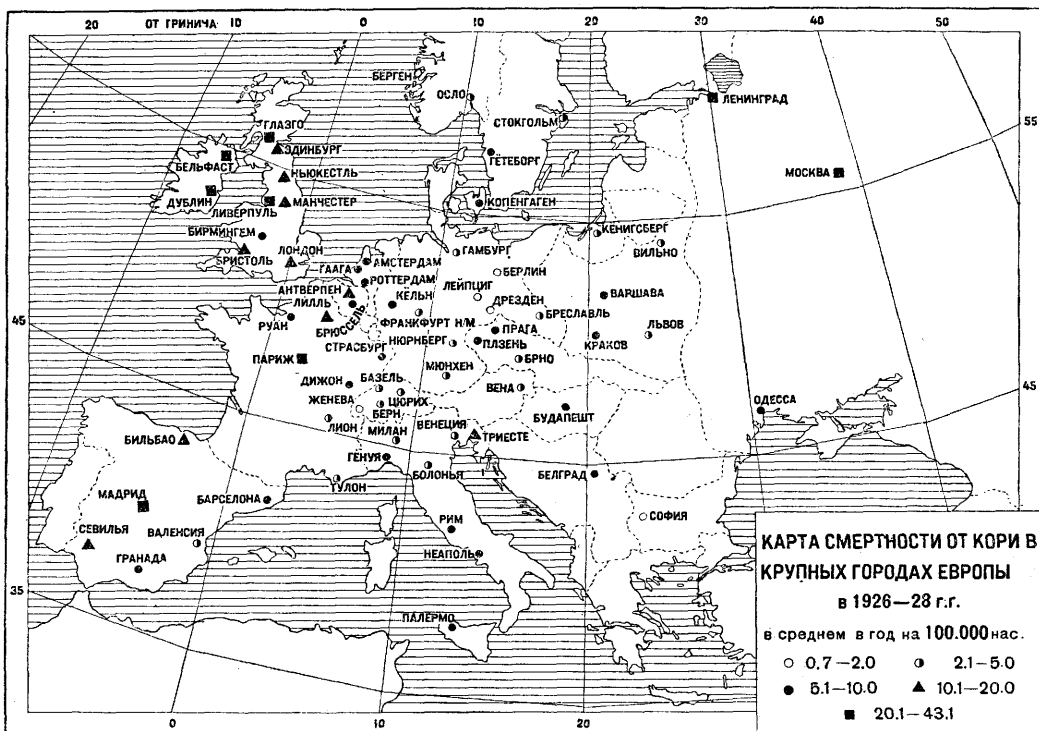 20
ОТ ГРИНИЧА
10
0
10
20
30
40
50
БЕРГЕН
ОСЛО
СТОКГОЛЬМ
ЛЕНИНГРАД
55
ГЛАЗГО
ЭДИНБУРГ
ГЁТЕБОРГ
БЕЛЬФАСТ
НЬЮКЕСТЛЬ
МОСКВА
ДУБЛИН
ЛИВЕРПУЛЬ
МАНЧЕСТЕР
КОПЕНГАГЕН
БИРМИНГЕМ
КЕНИГСБЕРГ
ВИЛЬНО
БРИСТОЛЬ
ЛОНДОН
ГААГА
АМСТЕРДАМ
ГАМБУРГ
БЕРЛИН
РОТТЕРДАМ
АНТВЕРПЕН
ЛЕЙПЦИГ
КЕЛЬН
ДРЕЗДЕН
ВАРШАВА
ЛИЛЛЬ
БРЮССЕЛЬ
45
РУАН
ФРАНКФУРТ Н/М
БРЕСЛАВЛЬ
ПРАГА
ЛЬВОВ
НЮРНБЕРГ
ПЛЗЕНЬ
КРАКОВ
СТРАСБУРГ
ПАРИЖ
БРНО
МЮНХЕН
ДИЖОН
БАЗЕЛЬ
ВЕНА
45
ЖЕНЕВА
ЦЮРИХ
БЕРН
БУДАПЕШТ
ОДЕССА
ЛИОН
МИЛАН
ВЕНЕЦИЯ
ТРИЕСТЕ
БИЛЬБАО
ГЕНУЯ
БОЛОНЬЯ
БЕЛГРАД
ТУЛОН
МАДРИД
БАРСЕЛОНА
СОФИЯ
СЕВИЛЬЯ
ВАЛЕНСИЯ
РИМ
ГРАНАДА
НЕАПОЛЬ
35
ПАЛЕРМО
0
10
20
КАРТА СМЕРТНОСТИ ОТ КОРИ В
КРУПНЫХ ГОРОДАХ ЕВРОПЫ
в 1926—28 г.г.
в среднем в год на 100.000 нас.
0,7—2.0 2.1—5.0
5.1—10.0 10.1—20.0
20.1—43.1